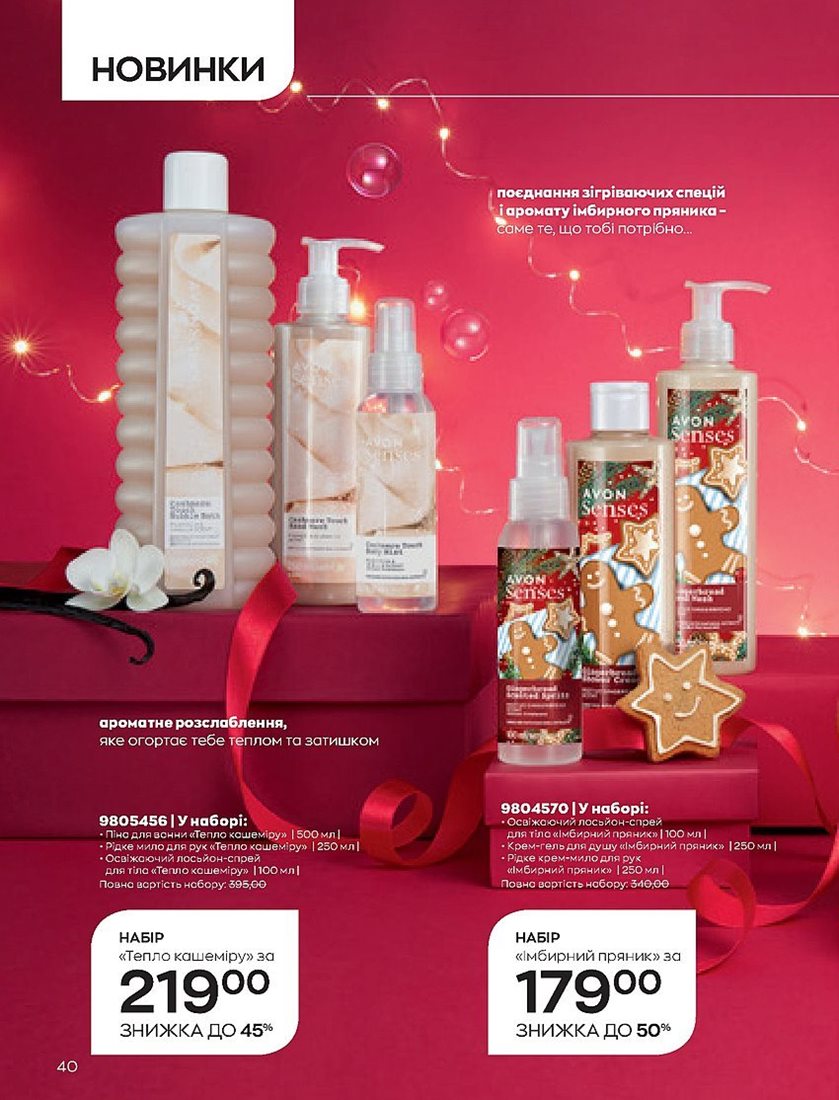 НОВИНКИ
поєднання зігріваючих спецій
і аромату імбирного пряника –
саме те, що тобі потрібно...
AVON
Senses
AVON
Senses
AVON
Senses
AVON
Senses
Cashmere
Touch
Bubble Bath
Cashmere Touch
Hand Wash
Cashmere Touch
Body Mist
Gingerbread
Hand Wash
Gingerbread
Shower Cream
Gingerbread
Scented Spritz
ароматне розслаблення,
яке огортає тебе теплом та затишком
9805456 | У наборі:
• Піна для ванни «Тепло кашеміру» | 500 мл |
• Рідке мило для рук «Тепло кашеміру» | 250 мл |
• Освіжаючий лосьйон-спрей
для тіла «Тепло кашеміру» | 100 мл |
Повна вартість набору: 395,00
9804570 | У наборі:
• Освіжаючий лосьйон-спрей
для тіла «Імбирний пряник» | 100 мл |
• Крем-гель для душу «Імбирний пряник» | 250 мл |
• Рідке крем-мило для рук
«Імбирний пряник» | 250 мл |
Повна вартість набору: 340,00
НАБІР
«Тепло кашеміру» за
219⁰⁰
ЗНИЖКА ДО 45%
НАБІР
«Імбирний пряник» за
179⁰⁰
ЗНИЖКА ДО 50%
40